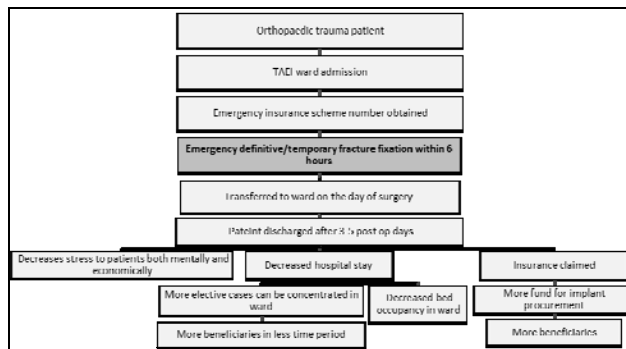 Orthopaedic trauma patient
TAEI ward admission
Emergency insurance scheme number obtained
Emergency definitive/temporary fracture fixation within 6
hours
Transferred to ward on the day of surgery
Pateint discharged after 3-5 post op days
Decreases stress to patients both mentally and
economically
Decreased hospital stay
Insurance claimed
More elective cases can be concentrated in
ward
Decreased bed
occupancy in ward
More fund for implant
procurement
More beneficiaries in less time period
More beneficiaries